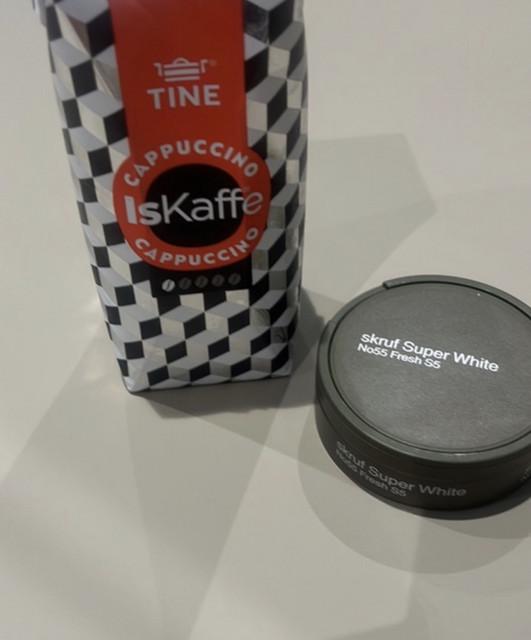 TINE
CAPPUCCINO
IsKaffe
CAPPUCCINO
skruf Super White
No55 Fresh S5
skruf Super White
No55 Fresh S5